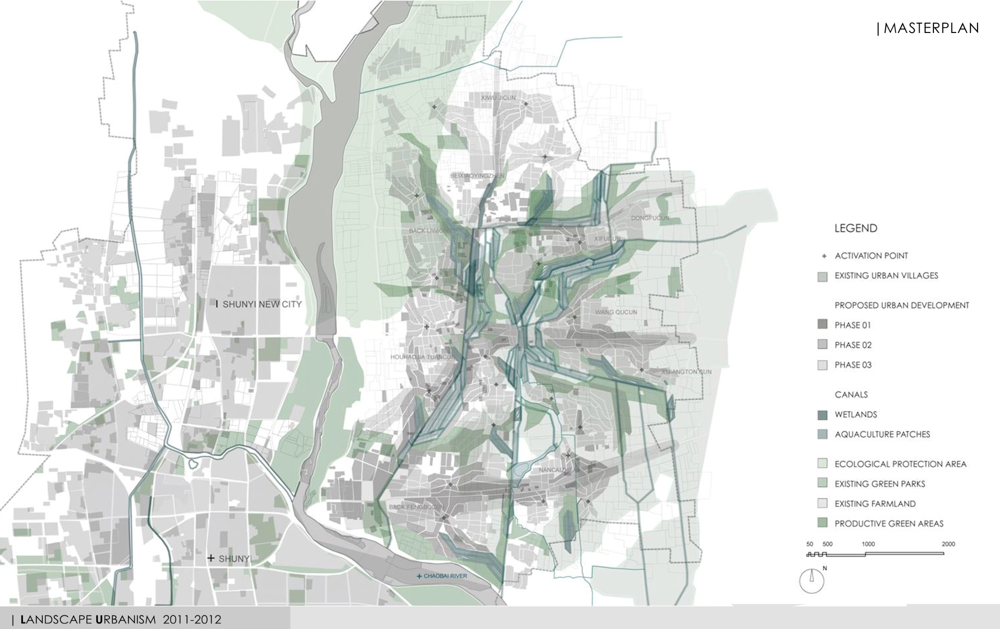 | MASTERPLAN
XIWU JICUN
BEIXIAOYINGZHEN
DONGFUCUN
BACK LIWIC
XIFUCUN
SHUNYI NEW CITY
WANG QUCUN
HOUHAOJIA TUANCUN
XIJIANGTON CUN
NANCAIZHEN
BACK FENGBOCUN
SHUNYI
CHAOBAI RIVER
LEGEND
ACTIVATION POINT
EXISTING URBAN VILLAGES
PROPOSED URBAN DEVELOPMENT
PHASE 01
PHASE 02
PHASE 03
CANALS
WETLANDS
AQUACULTURE PATCHES
ECOLOGICAL PROTECTION AREA
EXISTING GREEN PARKS
EXISTING FARMLAND
PRODUCTIVE GREEN AREAS
50 500 1000 2000
N
| LANDSCAPE URBANISM 2011-2012